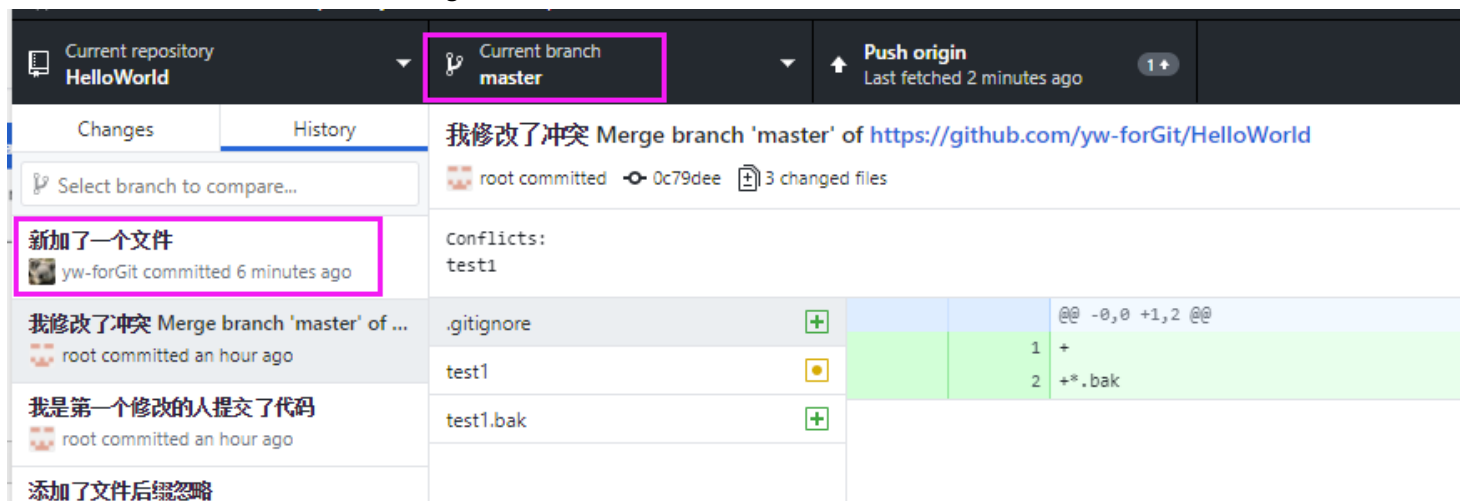 Current repository
HelloWorld
Current branch
master
Push origin
Last fetched 2 minutes ago
1
Changes
History
Select branch to compare...
新加了一个文件
yw-forGit committed 6 minutes ago
我修改了冲突 Merge branch 'master' of ...
root committed an hour ago
我是第一个修改的人提交了代码
root committed an hour ago
添加了文件后缀忽略
我修改了冲突 Merge branch 'master' of https://github.com/yw-forGit/HelloWorld
root committed 0c79dee 3 changed files
Conflicts:
test1
.gitignore
test1
test1.bak
@@ -0,0 +1,2 @@
1 +
2 +*.bak